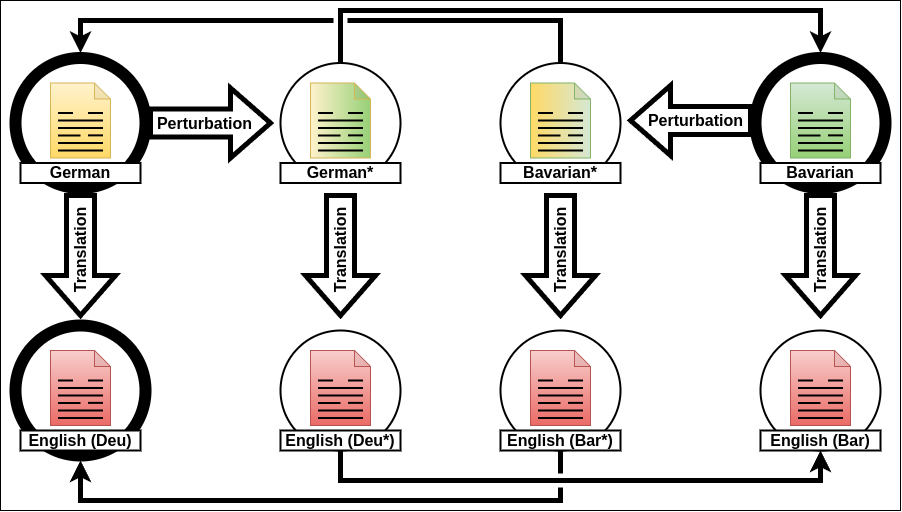 Perturbation
Perturbation
German
German*
Bavarian*
Bavarian
Translation
Translation
Translation
Translation
English (Deu)
English (Deu*)
English (Bar*)
English (Bar)